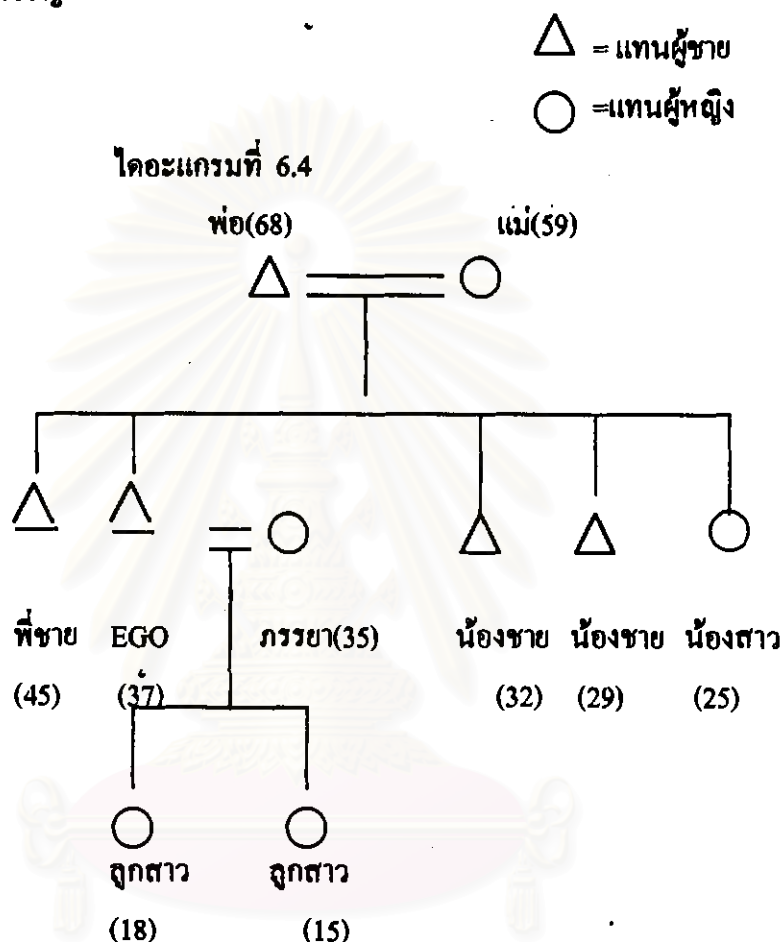 = แทนผู้ชาย
=แทนผู้หญิง
ไดอะแกรมที่ 6.4
พ่อ(68) แม่(59)
พี่ชาย EGO ภรรยา(35) น้องชาย น้องชาย น้องสาว
(45) (37) (32) (29) (25)
ลูกสาว ลูกสาว
(18) (15)